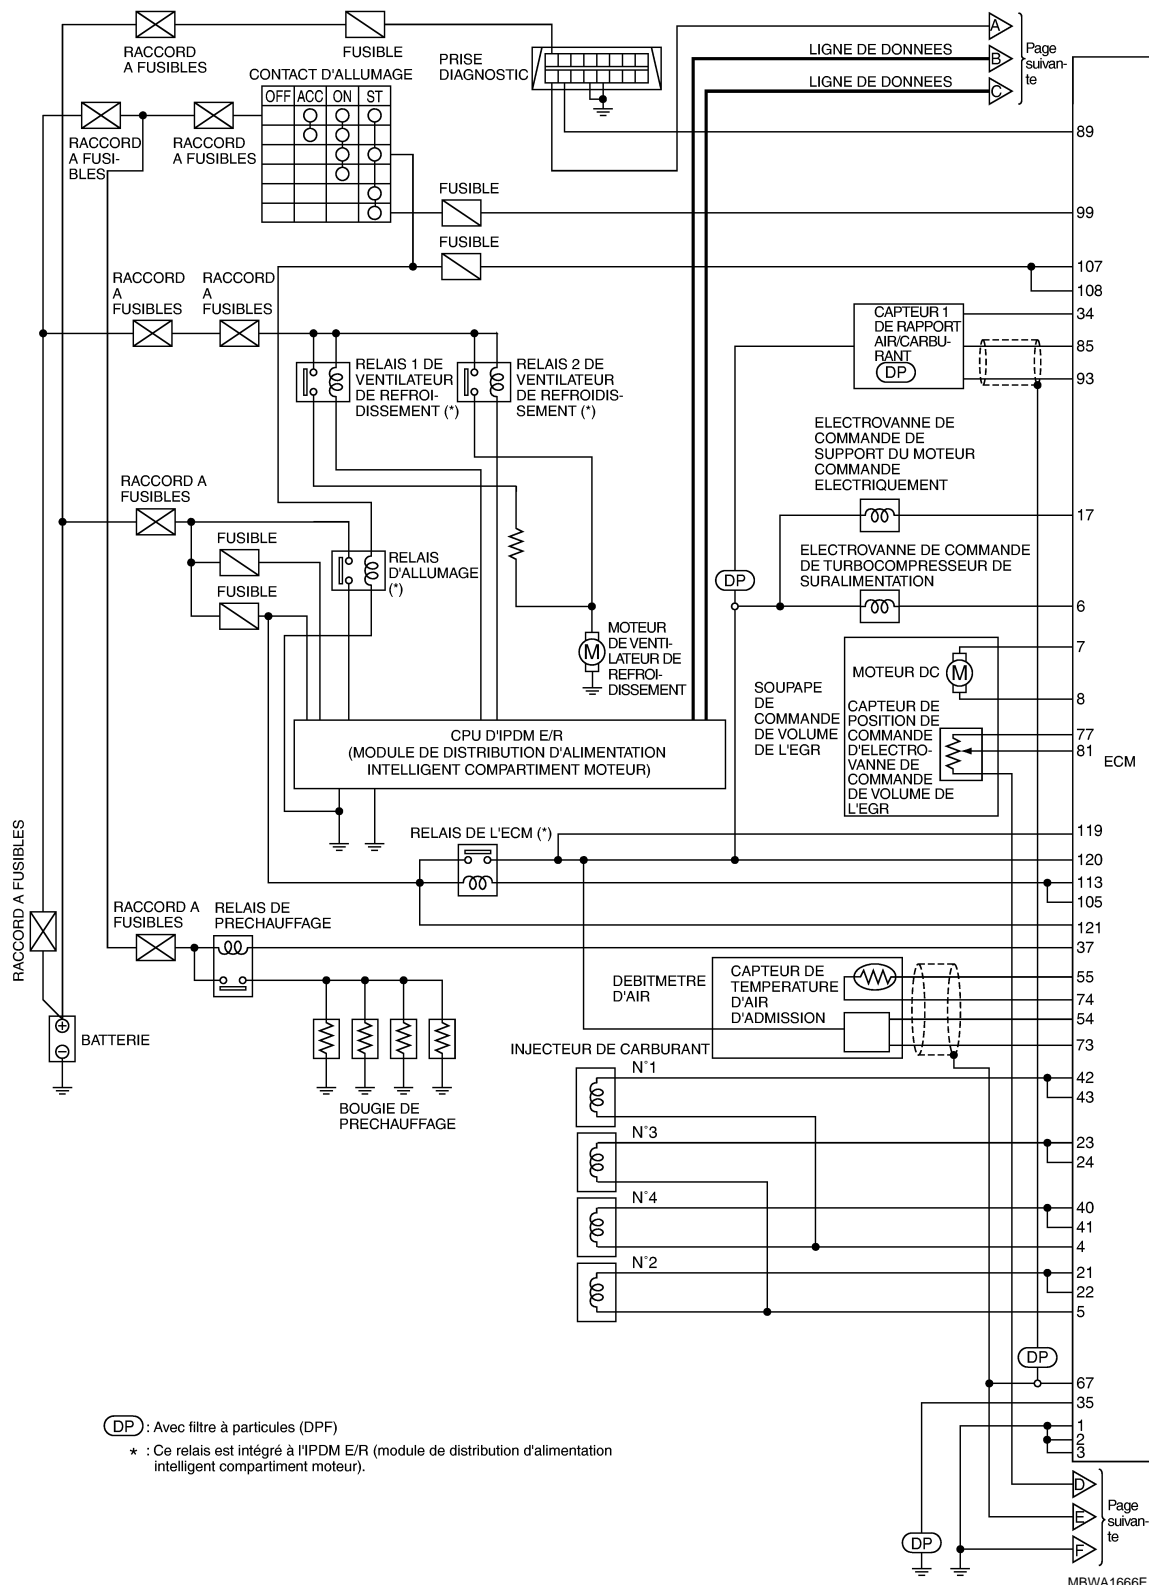 RACCORD
A FUSIBLES
FUSIBLE
PRISE
DIAGNOSTIC
A
LIGNE DE DONNEES
B
LIGNE DE DONNEES
C
Page
suivan-
te
CONTACT D'ALLUMAGE
OFF ACC ON ST
RACCORD
A FUSI-
BLES
RACCORD
A FUSIBLES
89
FUSIBLE
99
FUSIBLE
107
108
RACCORD
A
FUSIBLES
RACCORD
A
FUSIBLES
CAPTEUR 1
DE RAPPORT
AIR/CARBU-
RANT
DP
34
85
93
RELAIS 1 DE
VENTILATEUR
DE REFROI-
DISSEMENT (*)
RELAIS 2 DE
VENTILATEUR
DE REFROIDIS-
SEMENT (*)
ELECTROVANNE DE
COMMANDE DE
SUPPORT DU MOTEUR
COMMANDE
ELECTRIQUEMENT
17
RACCORD A
FUSIBLES
FUSIBLE
FUSIBLE
RELAIS
D'ALLUMAGE
(*)
ELECTROVANNE DE COMMANDE
DE TURBOCOMPRESSEUR DE
SURALIMENTATION
DP
6
M
MOTEUR
DE VENTI-
LATEUR DE
REFROI-
DISSEMENT
SOUPAPE
DE
COMMANDE
DE VOLUME
DE L'EGR
MOTEUR DC
M
7
8
CAPTEUR DE
POSITION DE
COMMANDE
D'ELECTRO-
VANNE DE
COMMANDE
DE VOLUME DE
L'EGR
77
81
ECM
CPU D'IPDM E/R
(MODULE DE DISTRIBUTION D'ALIMENTATION
INTELLIGENT COMPARTIMENT MOTEUR)
RELAIS DE L'ECM (*)
119
120
113
105
121
37
RACCORD A FUSIBLES
RACCORD A
FUSIBLES
RELAIS DE
PRECHAUFFAGE
BATTERIE
BOUGIE DE
PRECHAUFFAGE
DEBITMETRE
D'AIR
CAPTEUR DE
TEMPERATURE
D'AIR
D'ADMISSION
55
74
54
73
INJECTEUR DE CARBURANT
N°1
42
43
N°3
23
24
N°4
40
41
4
N°2
21
22
5
DP
67
35
1
2
3
DP : Avec filtre à particules (DPF)
* : Ce relais est intégré à l'IPDM E/R (module de distribution d'alimentation
intelligent compartiment moteur).
D
E
F
Page
suivan-
te
DP
MBWA1666E